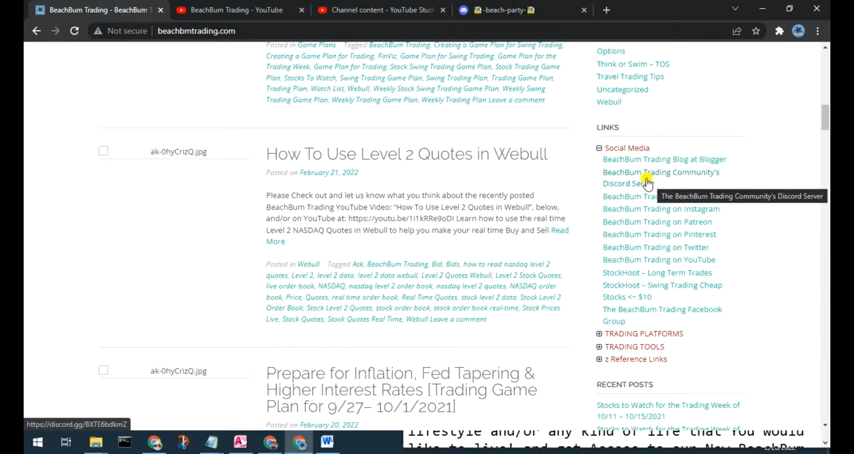 BeachBum Trading - BeachBum T
BeachBum Trading - YouTube
Channel content - YouTube Studi
-beach-party-
Not secure
beachbmtrading.com
Posted in Game Plans Tagged BeachBum Trading, Creating a Game Plan for Swing Trading,
Creating a Game Plan for Trading, FinViz, Game Plan for Swing Trading, Game Plan for the
Trading Week, Game Plan for Trading, Stock Swing Trading Game Plan, Stock Trading Game Plan,
Stocks To Watch, Swing Trading Game Plan, Swing Trading Plan, Trading Game Plan,
Trading Plan, Watch List, Webull, Weekly Stock Swing Trading Game Plan, Weekly Swing
Trading Game Plan, Weekly Trading Game Plan Leave a comment
ak-0hyCrizQ.jpg
How To Use Level 2 Quotes in Webull
Posted on February 21, 2022
Please Check out and let us know what you think about the recently posted
BeachBum Trading YouTube Video: "How To Use Level 2 Quotes in Webull", below,
and/or on YouTube at: https://youtu.be/1i1kRRe9oDI Learn how to use the real time
Level 2 NASDAQ Quotes in Webull to help you make your real time Buy and Sell Read
More
Posted in Webull Tagged Ask, BeachBum Trading, Bid, Bids, how to read nasdaq level 2
quotes, Level 2, level 2 data, level 2 data webull, Level 2 Quotes Webull, Level 2 Stock Quotes,
live order book, NASDAQ, nasdaq level 2 order book, nasdaq level 2 quotes, NASDAQ order
book, Price, Quotes, real time order book, Real Time Quotes, stock level 2 data, Stock Level 2
Order Book, Stock Level 2 Quotes, stock order book, stock order book real-time, Stock Prices
Live, Stock Quotes, Stock Quotes Real Time, Webull Leave a comment
ak-0hyCrizQ.jpg
Prepare for Inflation, Fed Tapering &
Higher Interest Rates [Trading Game
Plan for 9/27– 10/1/2021]
Posted on February 20, 2022
Options
Think or Swim – TOS
Travel Trading Tips
Uncategorized
Webull
LINKS
Social Media
BeachBum Trading Blog at Blogger
BeachBum Trading Community's
Discord Se
The BeachBum Trading Community's Discord Server
BeachBum Tra
BeachBum Trading on Instagram
BeachBum Trading on Patreon
BeachBum Trading on Pinterest
BeachBum Trading on Twitter
BeachBum Trading on YouTube
StockHoot – Long Term Trades
StockHoot – Swing Trading Cheap
Stocks <~ $10
The BeachBum Trading Facebook
Group
TRADING PLATFORMS
TRADING TOOLS
z Reference Links
RECENT POSTS
Stocks to Watch for the Trading Week of
10/11 – 10/15/2021
https://discord.gg/BXTE6bdkmZ
lifestyle and/or any kind of life that You would